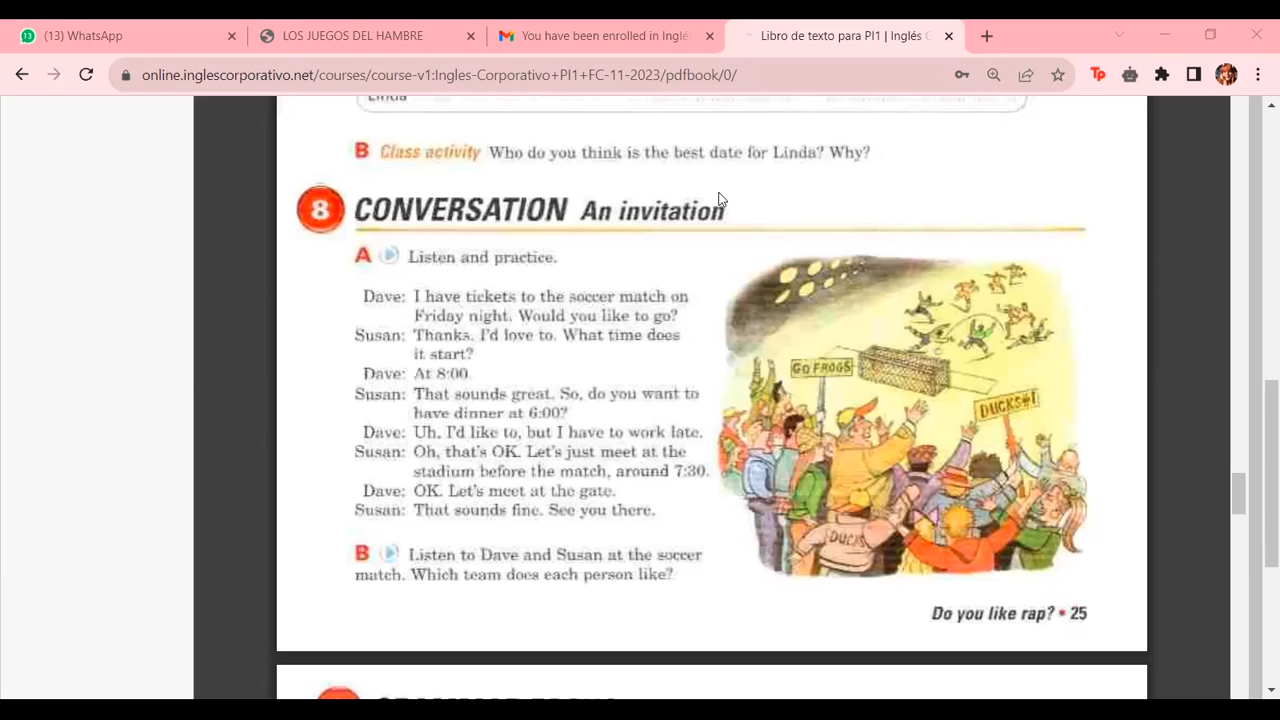 (13) WhatsApp
LOS JUEGOS DEL HAMBRE
You have been enrolled in Inglés
Libro de texto para PI1 | Inglés C
online.inglescorporativo.net/courses/course-v1:Ingles-Corporativo+PI1+FC-11-2023/pdfbook/0/
Linda
B Class activity Who do you think is the best date for Linda? Why?
8 CONVERSATION An invitation
A Listen and practice.
Dave: I have tickets to the soccer match on
Friday night. Would you like to go?
Susan: Thanks. I'd love to. What time does
it start?
Dave: At 8:00.
Susan: That sounds great. So, do you want to
have dinner at 6:00?
Dave: Uh, I'd like to, but I have to work late.
Susan: Oh, that's OK. Let's just meet at the
stadium before the match, around 7:30.
Dave: OK. Let's meet at the gate.
Susan: That sounds fine. See you there.
B Listen to Dave and Susan at the soccer
match. Which team does each person like?
GO FROGS
DUCKS#1
DUCKS
Do you like rap? • 25
GRAMMAR FOCUS